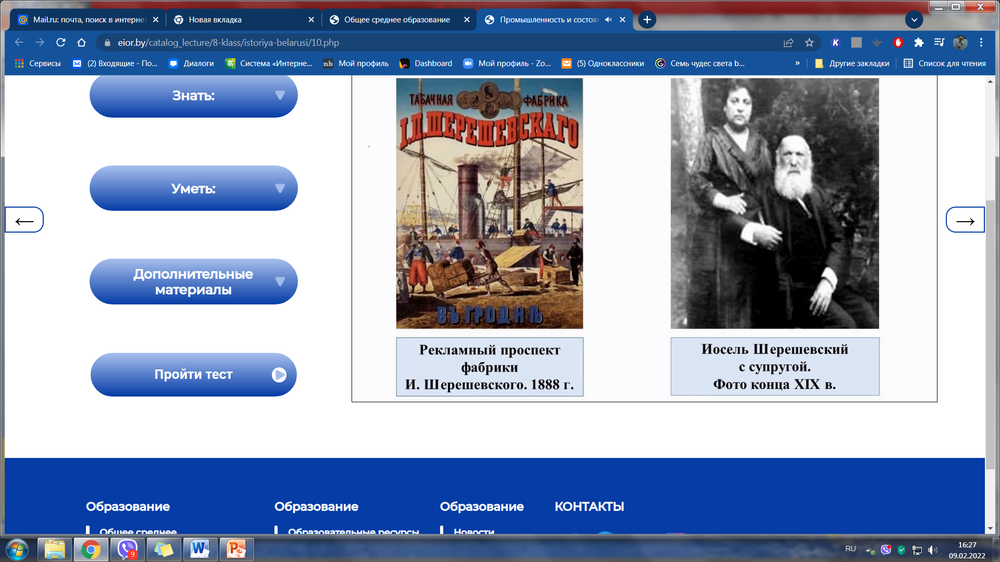 Mail.ru: почта, поиск в интернет
Новая вкладка
Общее среднее образование
Промышленность и состоян
eior.by/catalog_lecture/8-klass/istoriya-belarusi/10.php
Сервисы
(2) Входящие - По...
Диалоги
Система «Интерне...
nb Мой профиль
Dashboard
Мой профиль - Zo...
(5) Одноклассники
Семь чудес света b...
»
Другие закладки
Список для чтения
Знать:
Уметь:
Дополнительные
материалы
Пройти тест
←
→
ТАБАЧНАЯ ФАБРИКА
І.Л.ШЕРЕШЕВСКАГО
ВЪ ГРОДНѢ
Рекламный проспект
фабрики
И. Шерешевского. 1888 г.
Иосель Шерешевский
с супругой.
Фото конца XIX в.
Образование
Общее среднее
Образование
Образовательные ресурсы
Образование
Новости
КОНТАКТЫ
9
RU
16:27
09.02.2022